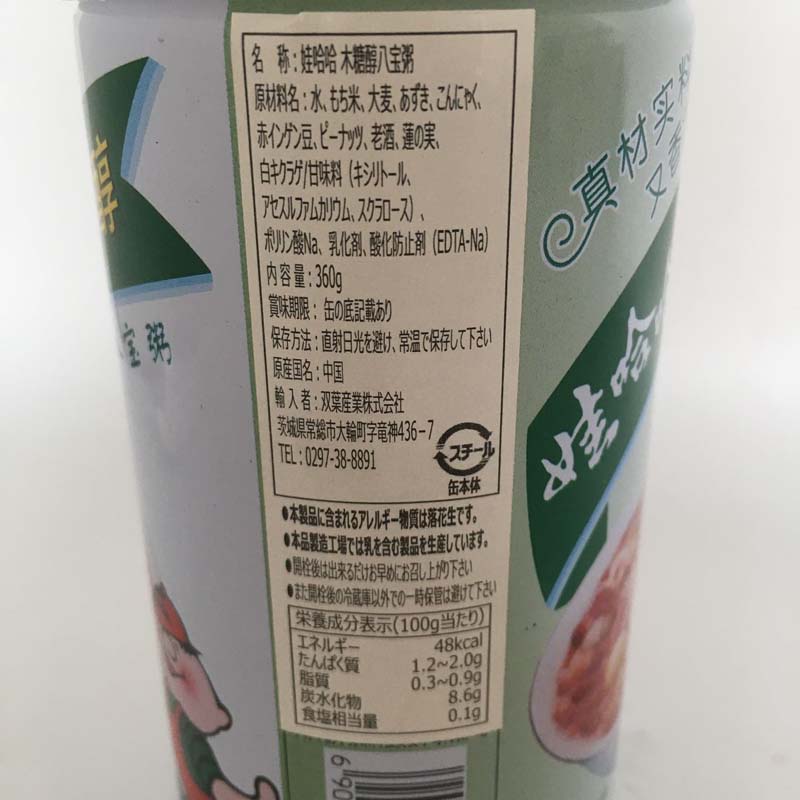 名 称:娃哈哈 木糖醇八宝粥
原材料名:水、もち米、大麦、あずき、こんにゃく、
赤インゲン豆、ピーナッツ、老酒、蓮の実、
白キクラゲ/甘味料(キシリトール、
アセスルファムカリウム、スクラロース)、
ポリリン酸Na、乳化剤、酸化防止剤(EDTA-Na)
内容量:360g
賞味期限:缶の底記載あり
保存方法:直射日光を避け、常温で保存して下さい
原産国名:中国
輸入者:双葉産業株式会社
茨城県常総市大輪町字竜神436-7
TEL:0297-38-8891
スチール
缶本体
●本製品に含まれるアレルギー物質は落花生です。
●本品製造工場では乳を含む製品を生産しています。
●開栓後は出来るだけお早めにお召し上がり下さい
●また開栓後の冷蔵庫以外での一時保管は避けて下さい
栄養成分表示(100g当たり)
エネルギー 48kcal
たんぱく質 1.2~2.0g
脂質 0.3~0.9g
炭水化物 8.6g
食塩相当量 0.1g
醇
宝粥
真材实料
又香
娃哈
906